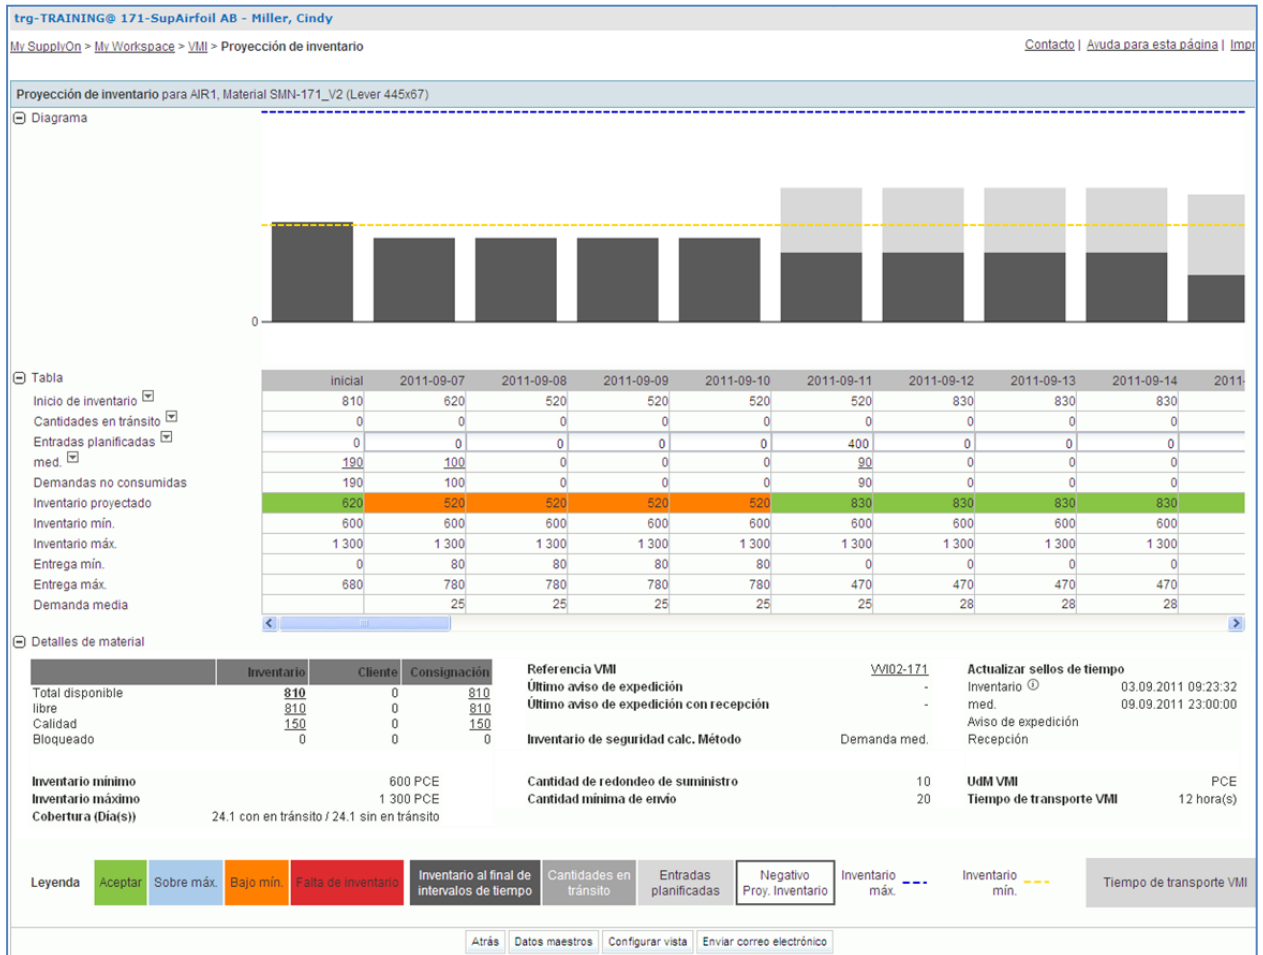 trg-TRAINING@ 171-SupAirfoil AB - Miller, Cindy
My SupplyOn > My Workspace > VMI > Proyección de inventario
Contacto | Ayuda para esta página |
Proyección de inventario para AIR1, Material SMN-171_V2 (Lever 445x67)
Diagrama
0
Tabla
inicial 2011-09-07 2011-09-08 2011-09-09 2011-09-10 2011-09-11 2011-09-12 2011-09-13 2011-09-14 2011-
Inicio de inventario 810 620 520 520 520 520 830 830 830
Cantidades en tránsito 0 0 0 0 0 0 0 0 0
Entradas planificadas 0 0 0 0 0 400 0 0 0
med. 190 100 0 0 0 90 0 0 0
Demandas no consumidas 190 100 0 0 0 90 0 0 0
Inventario proyectado 620 520 520 520 520 830 830 830 830
Inventario mín. 600 600 600 600 600 600 600 600 600
Inventario máx. 1 300 1 300 1 300 1 300 1 300 1 300 1 300 1 300 1 300
Entrega mín. 0 80 80 80 80 0 0 0 0
Entrega máx. 680 780 780 780 780 470 470 470 470
Demanda media 25 25 25 25 25 28 28 28
Detalles de material
Inventario Cliente Consignación
Total disponible 810 0 810
libre 810 0 810
Calidad 150 0 150
Bloqueado 0 0 0
Inventario mínimo 600 PCE
Inventario máximo 1 300 PCE
Cobertura (Día(s)) 24.1 con en tránsito / 24.1 sin en tránsito
Referencia VMI VVI02-171
Último aviso de expedición -
Último aviso de expedición con recepción -
Inventario de seguridad calc. Método Demanda med.
Cantidad de redondeo de suministro 10
Cantidad mínima de envío 20
Actualizar sellos de tiempo
Inventario 03.09.2011 09:23:32
med. 09.09.2011 23:00:00
Aviso de expedición
Recepción
UdM VMI PCE
Tiempo de transporte VMI 12 hora(s)
Leyenda
Aceptar
Sobre máx.
Bajo mín.
Falta de inventario
Inventario al final de
intervalos de tiempo
Cantidades en
tránsito
Entradas
planificadas
Negativo
Proy. Inventario
Inventario
máx.
Inventario
mín.
Tiempo de transporte VMI
Atrás Datos maestros Configurar vista Enviar correo electrónico